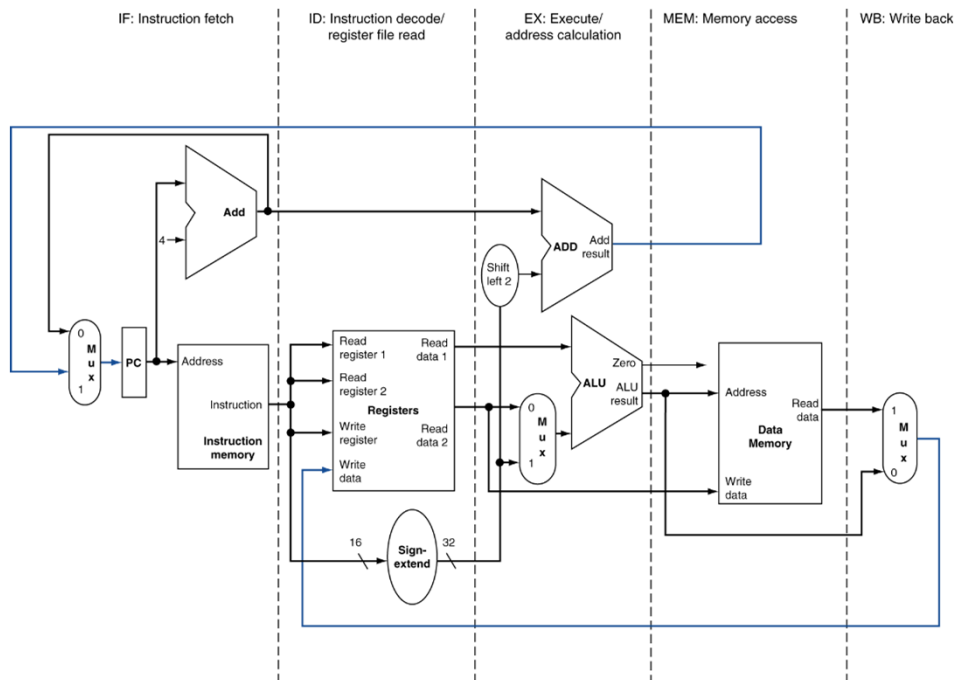 IF: Instruction fetch
ID: Instruction decode/
register file read
EX: Execute/
address calculation
MEM: Memory access
WB: Write back
Add
4
ADD
Add
result
Shift
left 2
0
M
u
x
1
PC
Address
Instruction
Instruction
memory
Read
register 1
Read
data 1
Read
register 2
Registers
Write
register
Read
data 2
Write
data
0
M
u
x
1
Zero
ALU
ALU
result
Address
Read
data
Data
Memory
Write
data
1
M
u
x
0
16
Sign-
extend
32